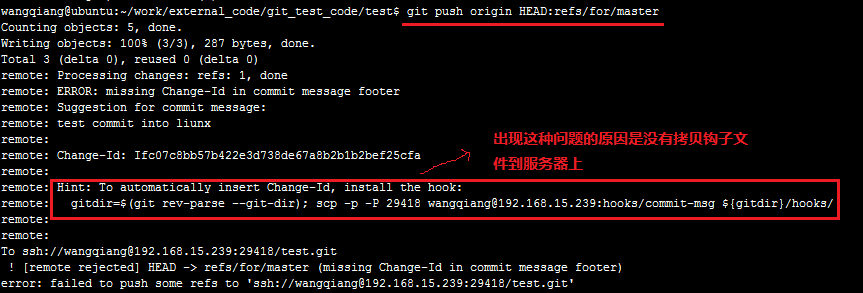 wangqiang@ubuntu:~/work/external_code/git_test_code/test$ git push origin HEAD:refs/for/master
Counting objects: 5, done.
Writing objects: 100% (3/3), 287 bytes, done.
Total 3 (delta 0), reused 0 (delta 0)
remote: Processing changes: refs: 1, done
remote: ERROR: missing Change-Id in commit message footer
remote: Suggestion for commit message:
remote: test commit into liunx
remote:
remote: Change-Id: Ifc07c8bb57b422e3d738de67a8b2b1b2bef25cfa
出现这种问题的原因是没有拷贝钩子文
件到服务器上
remote:
remote: Hint: To automatically insert Change-Id, install the hook:
remote:   gitdir=$(git rev-parse --git-dir); scp -p -P 29418 wangqiang@192.168.15.239:hooks/commit-msg ${gitdir}/hooks/
remote:
remote:
To ssh://wangqiang@192.168.15.239:29418/test.git
 ! [remote rejected] HEAD -> refs/for/master (missing Change-Id in commit message footer)
error: failed to push some refs to 'ssh://wangqiang@192.168.15.239:29418/test.git'